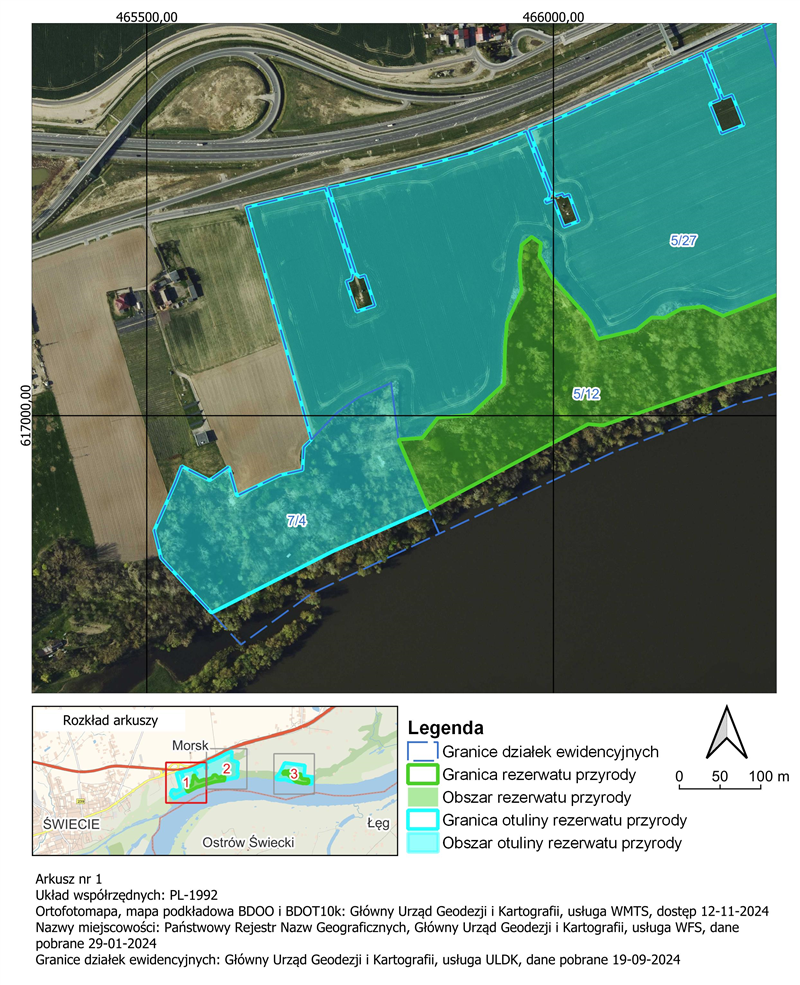 465500,00
466000,00
617000,00
5/27
5/12
7/4
Rozkład arkuszy
Morsk
1
2
3
ŚWIECIE
Łęg
Ostrów Świecki
Legenda
Granice działek ewidencyjnych
Granica rezerwatu przyrody
Obszar rezerwatu przyrody
Granica otuliny rezerwatu przyrody
Obszar otuliny rezerwatu przyrody
0 50 100 m
Arkusz nr 1
Układ współrzędnych: PL-1992
Ortofotomapa, mapa podkładowa BDOO i BDOT10k: Główny Urząd Geodezji i Kartografii, usługa WMTS, dostęp 12-11-2024
Nazwy miejscowości: Państwowy Rejestr Nazw Geograficznych, Główny Urząd Geodezji i Kartografii, usługa WFS, dane
pobrane 29-01-2024
Granice działek ewidencyjnych: Główny Urząd Geodezji i Kartografii, usługa ULDK, dane pobrane 19-09-2024